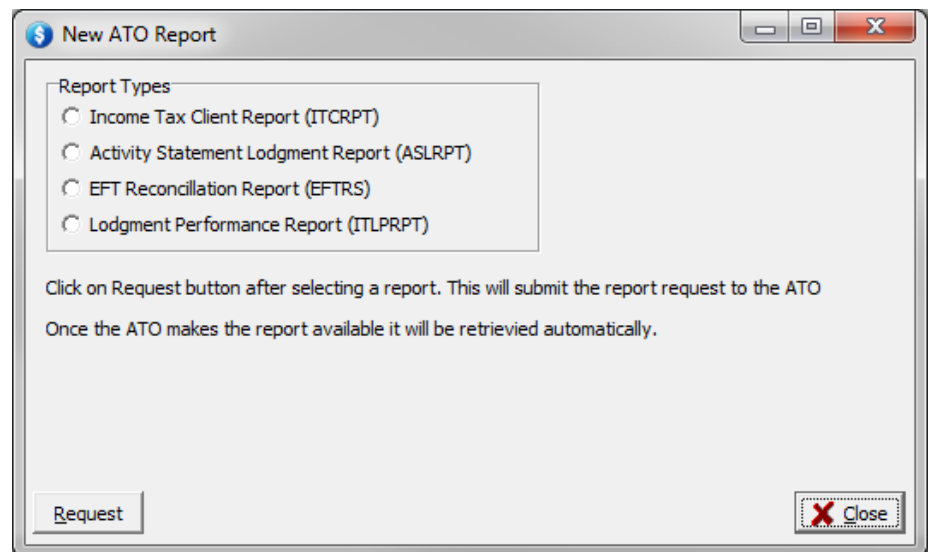 New ATO Report
Report Types
Income Tax Client Report (ITCRPT)
Activity Statement Lodgment Report (ASLRPT)
EFT Reconcillation Report (EFTRS)
Lodgment Performance Report (ITLPRPT)
Click on Request button after selecting a report. This will submit the report request to the ATO
Once the ATO makes the report available it will be retrievied automatically.
Request
Close